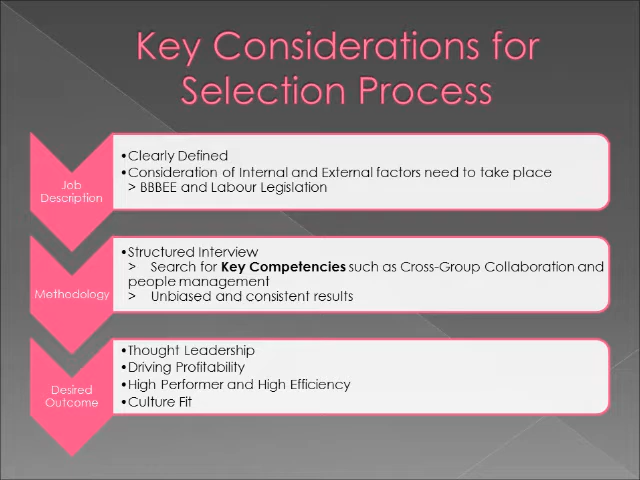 Key Considerations for
Selection Process
Job
Description
•Clearly Defined
•Consideration of Internal and External factors need to take place
> BBBEE and Labour Legislation
Methodology
•Structured Interview
> Search for Key Competencies such as Cross-Group Collaboration and
people management
> Unbiased and consistent results
Desired
Outcome
•Thought Leadership
•Driving Profitability
•High Performer and High Efficiency
•Culture Fit